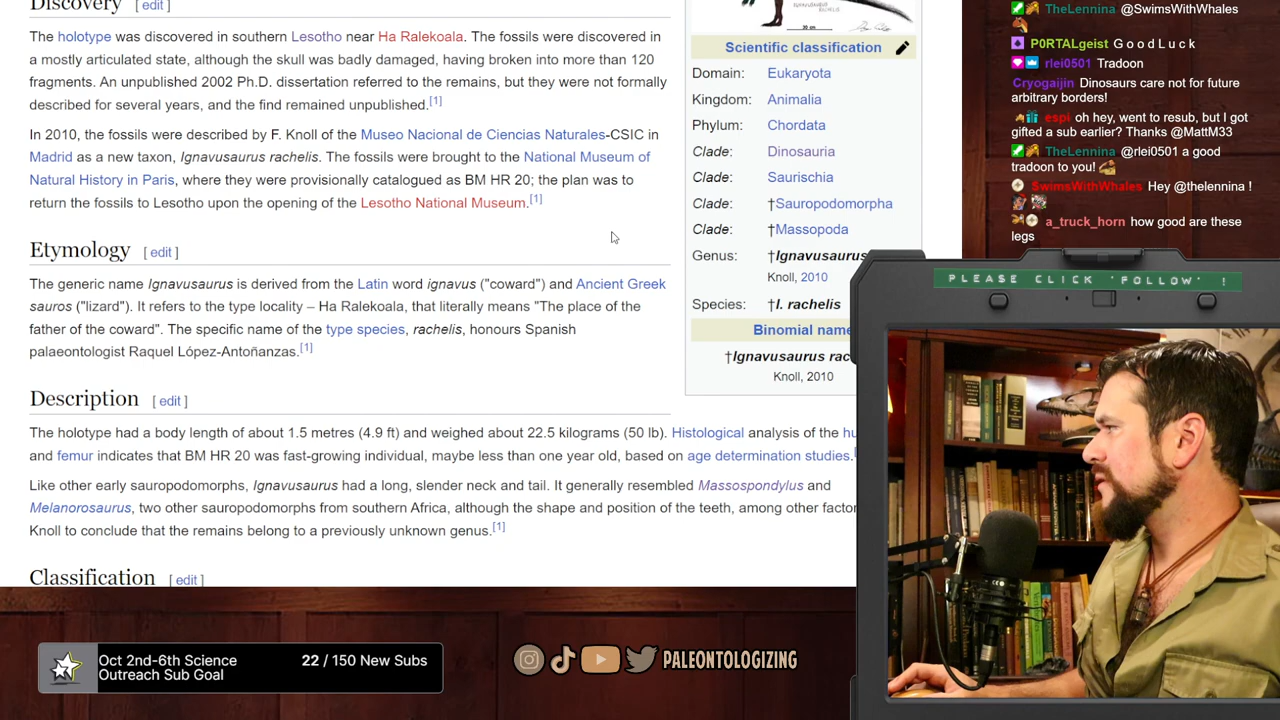 Discovery [ edit ]
The holotype was discovered in southern Lesotho near Ha Ralekoala. The fossils were discovered in
a mostly articulated state, although the skull was badly damaged, having broken into more than 120
fragments. An unpublished 2002 Ph.D. dissertation referred to the remains, but they were not formally
described for several years, and the find remained unpublished.[1]
In 2010, the fossils were described by F. Knoll of the Museo Nacional de Ciencias Naturales-CSIC in
Madrid as a new taxon, Ignavusaurus rachelis. The fossils were brought to the National Museum of
Natural History in Paris, where they were provisionally catalogued as BM HR 20; the plan was to
return the fossils to Lesotho upon the opening of the Lesotho National Museum.[1]
Etymology [ edit ]
The generic name Ignavusaurus is derived from the Latin word ignavus ("coward") and Ancient Greek
sauros ("lizard"). It refers to the type locality – Ha Ralekoala, that literally means "The place of the
father of the coward". The specific name of the type species, rachelis, honours Spanish
palaeontologist Raquel López-Antoñanzas.[1]
Description [ edit ]
The holotype had a body length of about 1.5 metres (4.9 ft) and weighed about 22.5 kilograms (50 lb). Histological analysis of the hu
and femur indicates that BM HR 20 was fast-growing individual, maybe less than one year old, based on age determination studies.
Like other early sauropodomorphs, Ignavusaurus had a long, slender neck and tail. It generally resembled Massospondylus and
Melanorosaurus, two other sauropodomorphs from southern Africa, although the shape and position of the teeth, among other factor
Knoll to conclude that the remains belong to a previously unknown genus.[1]
Classification [ edit ]
Scientific classification
Domain: Eukaryota
Kingdom: Animalia
Phylum: Chordata
Clade: Dinosauria
Clade: Saurischia
Clade: †Sauropodomorpha
Clade: †Massopoda
Genus: †Ignavusaurus
Knoll, 2010
Species: †I. rachelis
Binomial name
†Ignavusaurus rac
Knoll, 2010
TheLennina @SwimsWithWhales
P0RTALgeist G o o d L u c k
rlei0501 Tradoon
Cryogaijin Dinosaurs care not for future
arbitrary borders!
espi oh hey, went to resub, but I got
gifted a sub earlier? Thanks @MattM33
TheLennina @rlei0501 a good
tradoon to you!
SwimsWithWhales Hey @thelennina !
a_truck_horn how good are these
legs
PLEASE CLICK 'FOLLOW' !
Oct 2nd-6th Science 22 / 150 New Subs
Outreach Sub Goal
PALEONTOLOGIZING